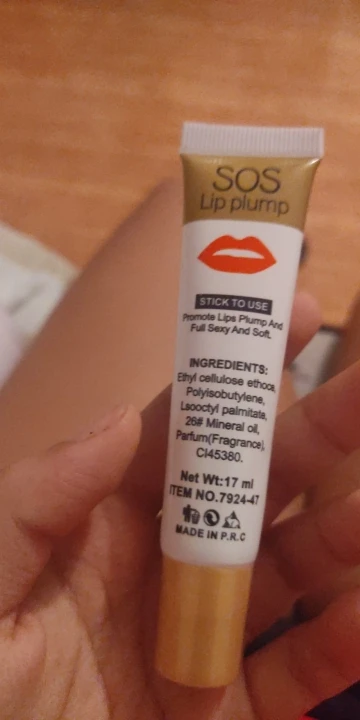 SOS
Lip plump
STICK TO USE
Promote Lips Plump And
Full Sexy And Soft.
INGREDIENTS:
Ethyl cellulose ethoce,
Polyisobutylene,
Lsooctyl palmitate,
26# Mineral oil,
Parfum(Fragrance),
CI45380.
Net Wt:17 ml
ITEM NO.7924-47
MADE IN P.R.C